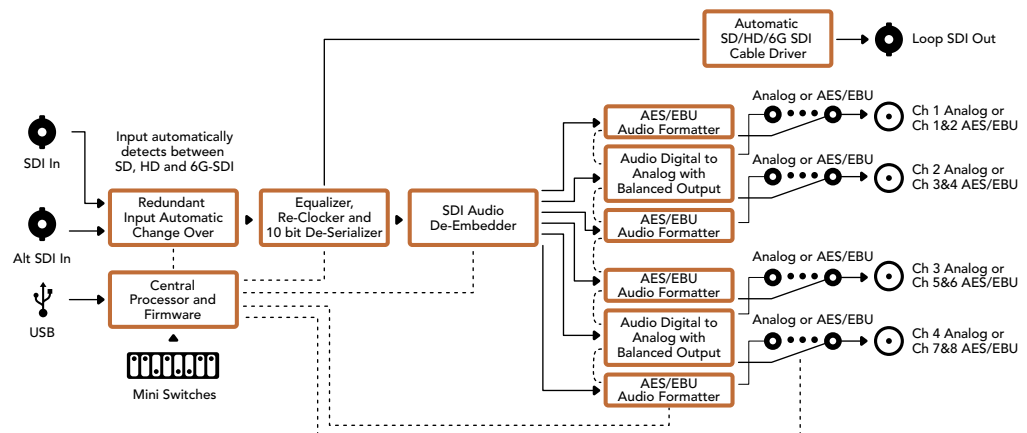 Automatic
SD/HD/6G SDI
Cable Driver
Loop SDI Out
SDI In
Input automatically
detects between
SD, HD and 6G-SDI
Alt SDI In
Redundant
Input Automatic
Change Over
Equalizer,
Re-Clocker and
10 bit De-Serializer
SDI Audio
De-Embedder
USB
Central
Processor and
Firmware
Mini Switches
AES/EBU
Audio Formatter
Audio Digital to
Analog with
Balanced Output
AES/EBU
Audio Formatter
AES/EBU
Audio Formatter
Audio Digital to
Analog with
Balanced Output
AES/EBU
Audio Formatter
Analog or AES/EBU
Ch 1 Analog or
Ch 1&2 AES/EBU
Analog or AES/EBU
Ch 2 Analog or
Ch 3&4 AES/EBU
Analog or AES/EBU
Ch 3 Analog or
Ch 5&6 AES/EBU
Analog or AES/EBU
Ch 4 Analog or
Ch 7&8 AES/EBU